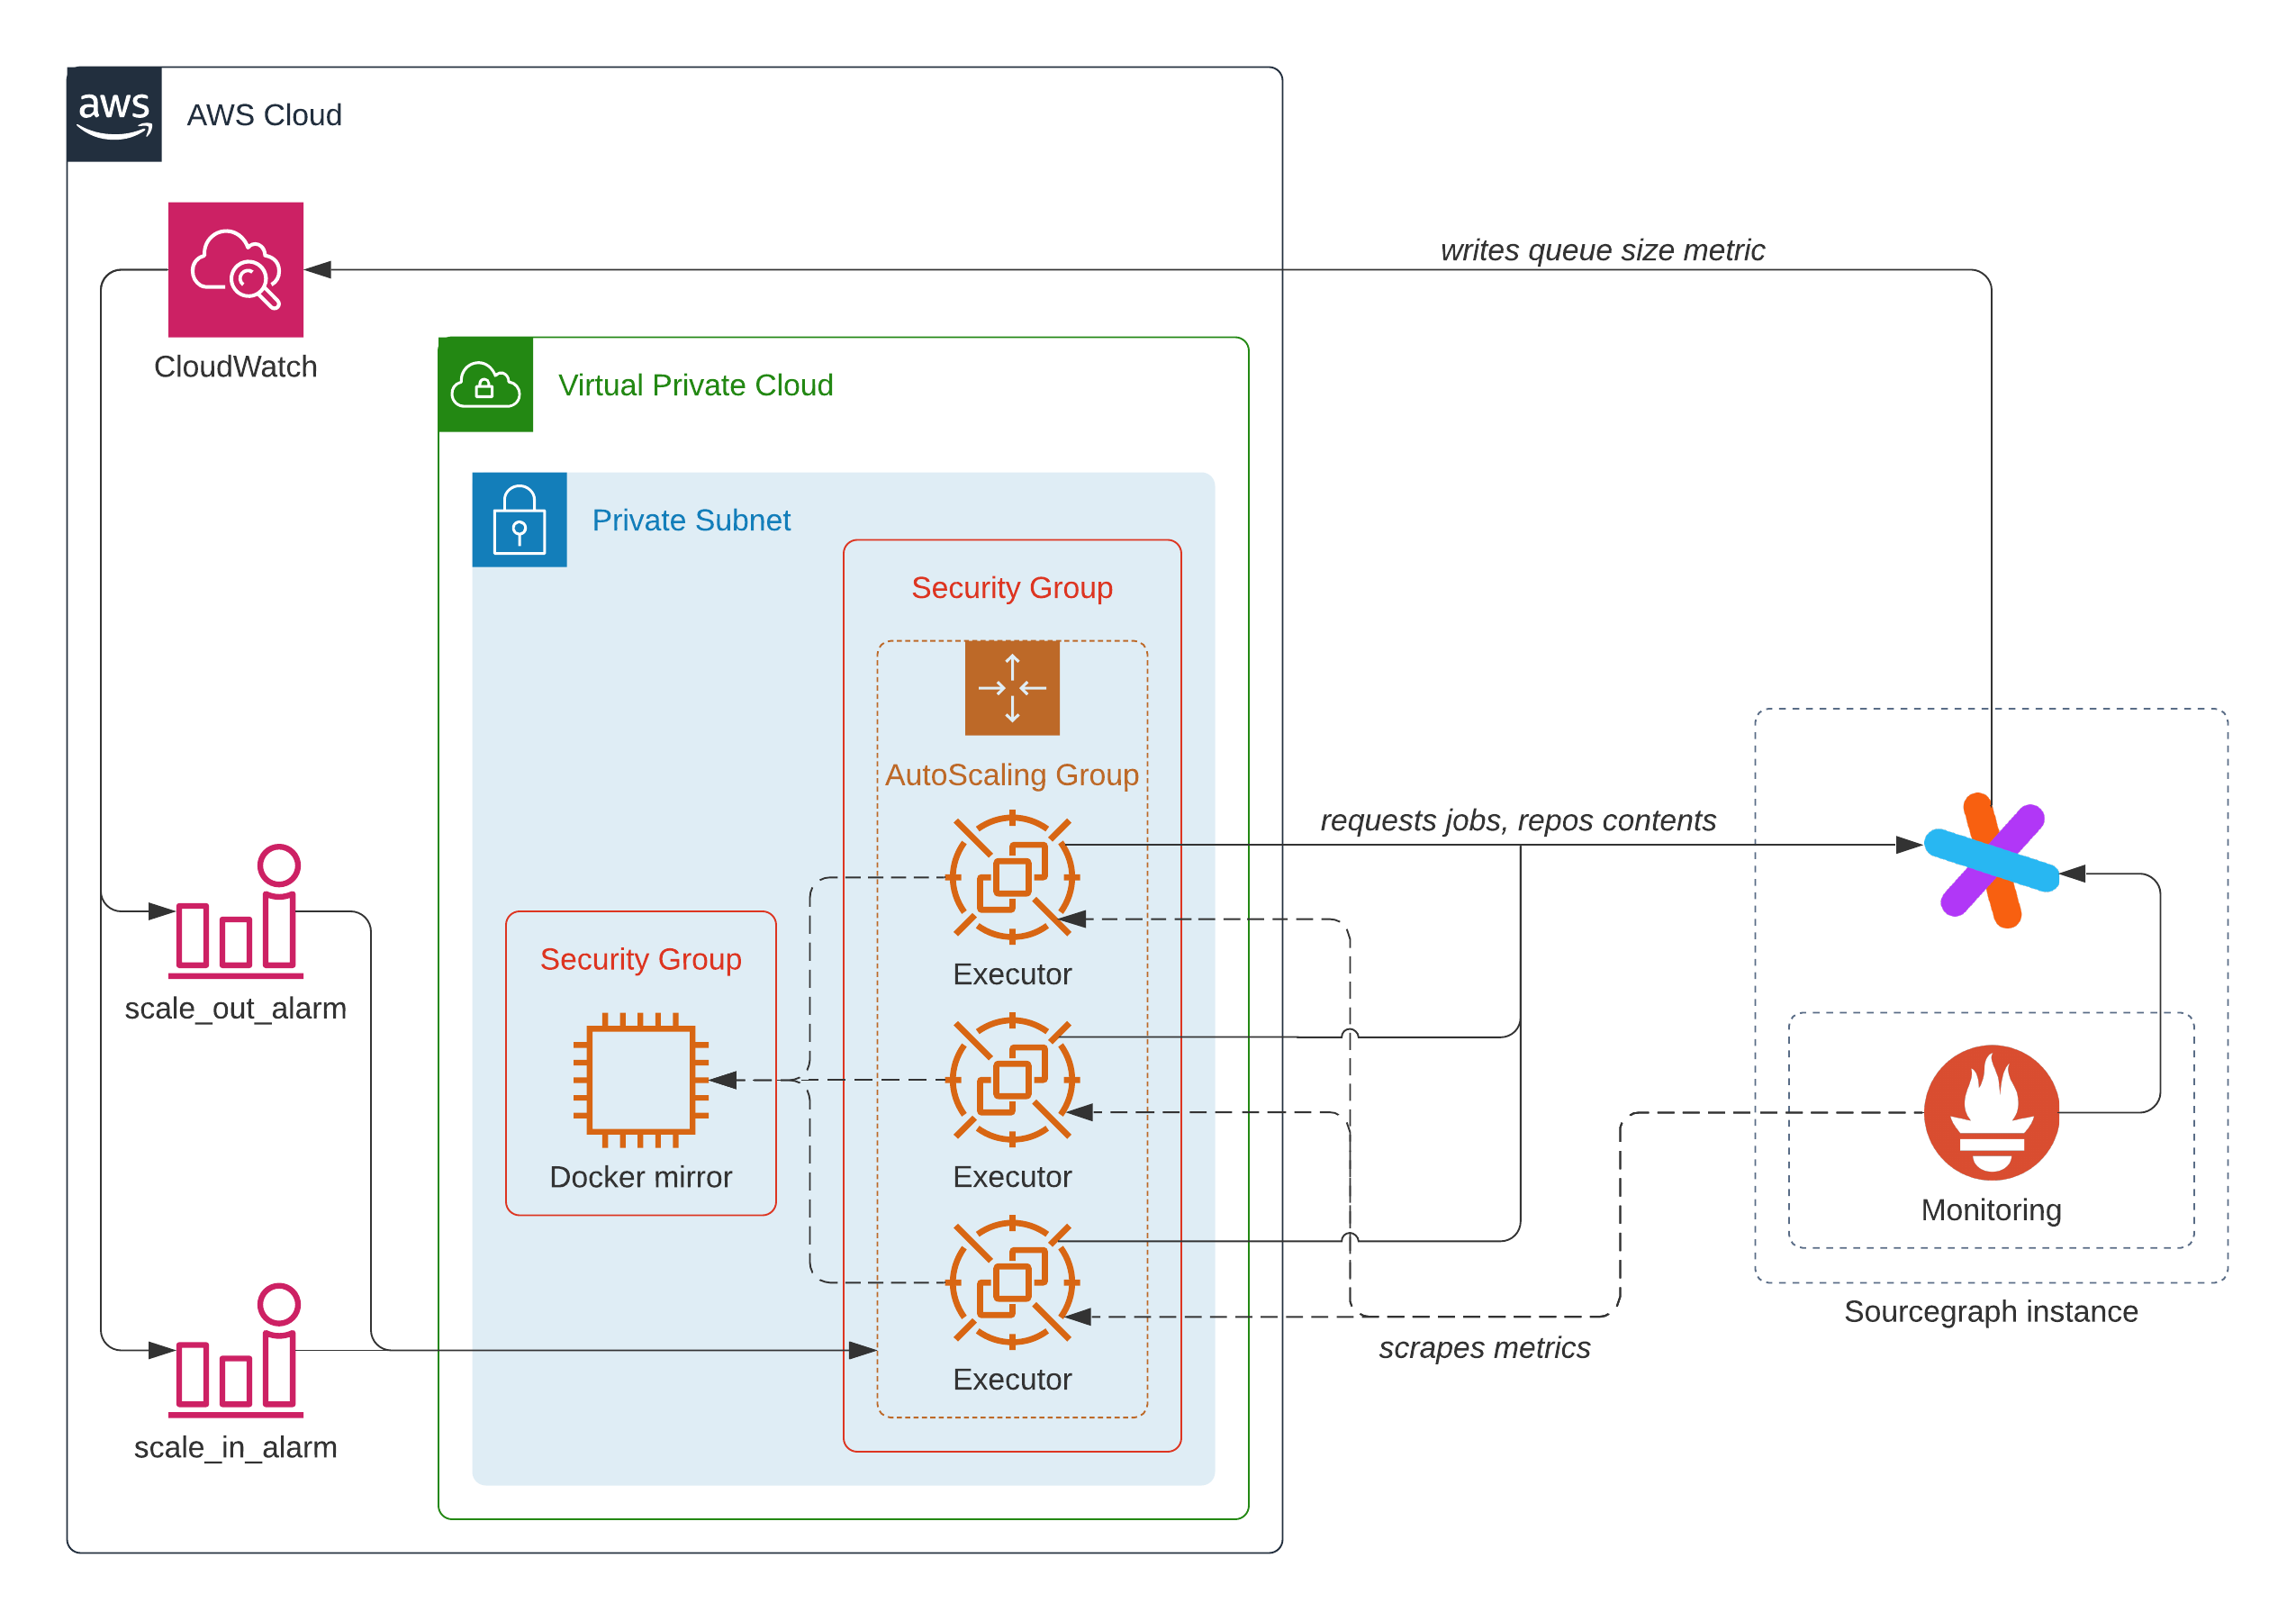 aws
AWS Cloud
writes queue size metric
CloudWatch
Virtual Private Cloud
Private Subnet
Security Group
AutoScaling Group
requests jobs, repos contents
Executor
Security Group
scale_out_alarm
Executor
Docker mirror
Monitoring
Sourcegraph instance
scrapes metrics
Executor
scale_in_alarm